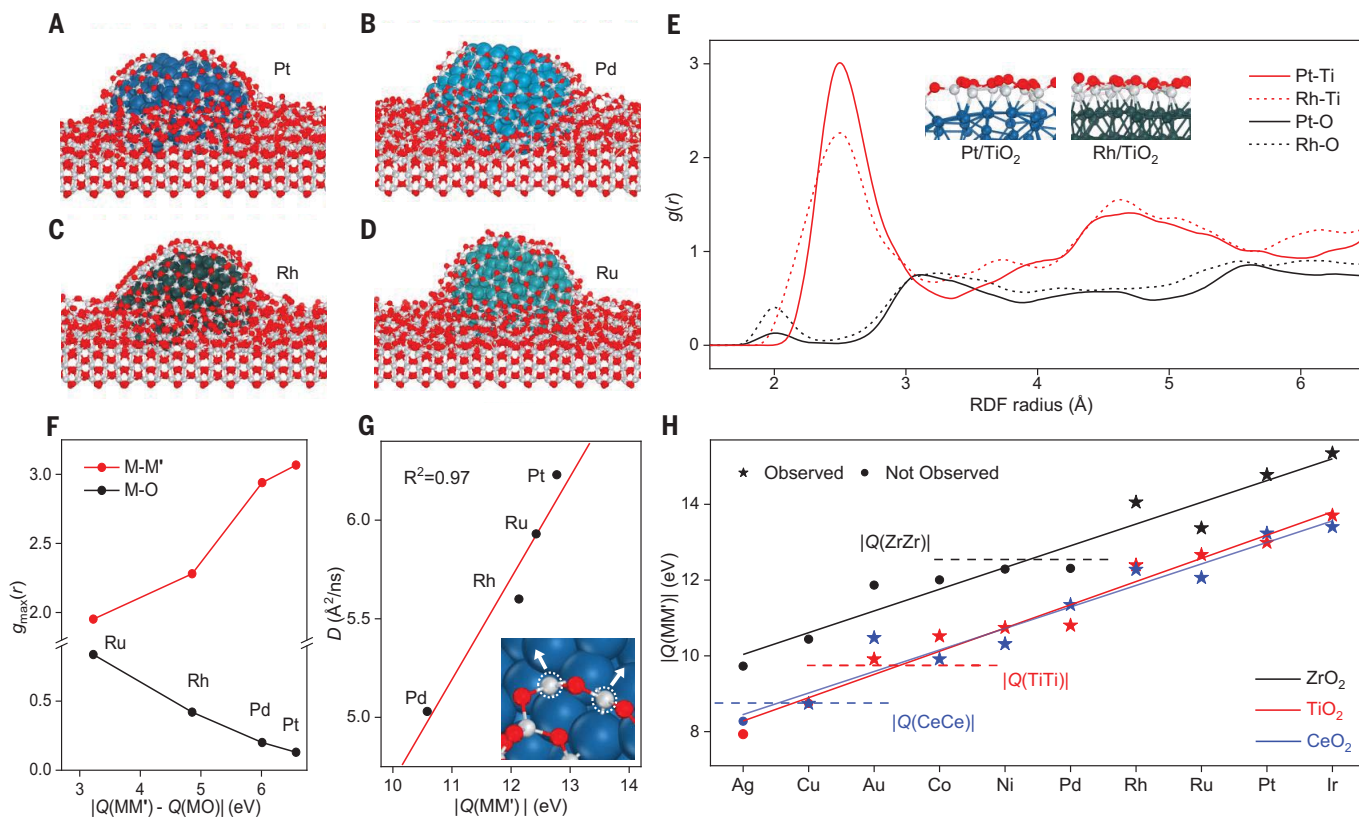 A
Pt
B
Pd
C
Rh
D
Ru
E
3
2
1
0
g(r)
2
3
4
5
6
RDF radius (Å)
Pt-Ti
Rh-Ti
Pt-O
Rh-O
Pt/TiO₂
Rh/TiO₂
F
M-M'
M-O
3.0
2.5
2.0
0.5
0.0
gmax(r)
Ru
Rh
Pd
Pt
4
5
6
|Q(MM') - Q(MO)| (eV)
G
R²=0.97
Pt
Ru
Rh
Pd
6.0
5.0
D (Å²/ns)
10
11
12
13
14
|Q(MM')| (eV)
H
Observed
Not Observed
|Q(ZrZr)|
|Q(TiTi)|
|Q(CeCe)|
ZrO₂
TiO₂
CeO₂
14
12
10
8
|Q(MM')| (eV)
Ag
Cu
Au
Co
Ni
Pd
Rh
Ru
Pt
Ir